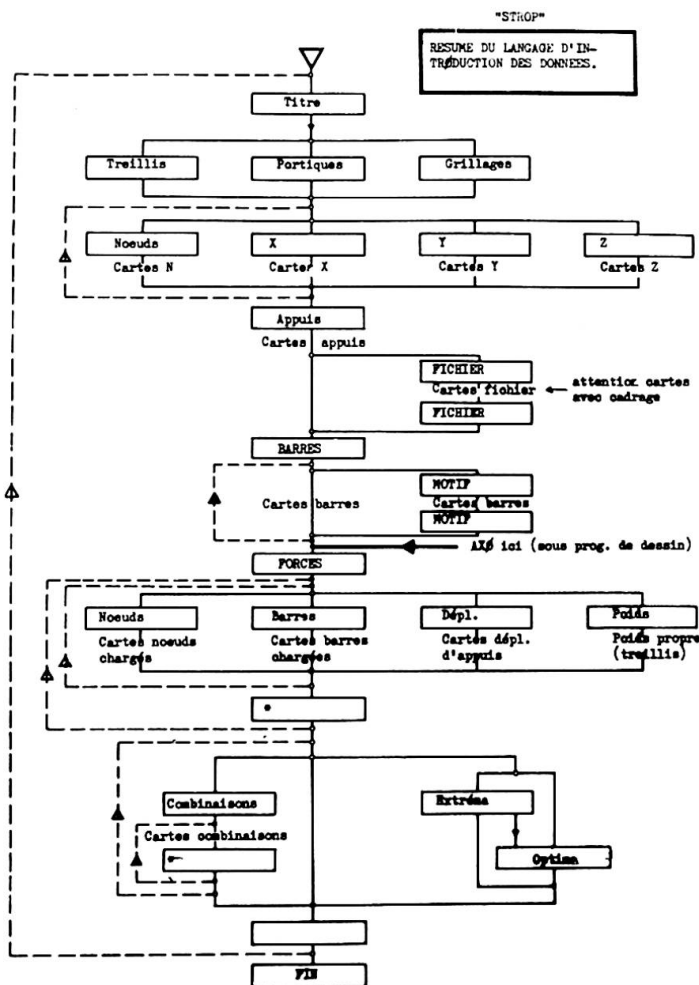 "STROP"
RESUME DU LANGAGE D'IN-
TRØDUCTION DES DONNEES.
Titre
Treillis Portiques Grillages
Noeuds X Y Z
Cartes N Cartes X Cartes Y Cartes Z
Appuis
Cartes appuis
FICHIER
Cartes fichier attention cartes
avec cadrage
FICHIER
BARRES
MOTIF
Cartes barres Cartes barres
MOTIF
AXØ ici (sous prog. de dessin)
FORCES
Noeuds Barres Dépl. Poids
Cartes noeuds Cartes barres Cartes dépl. Poids propre
chargés chargées d'appuis (treillis)
Combinaisons Extréma
Cartes combinaisons
Optima
FIN